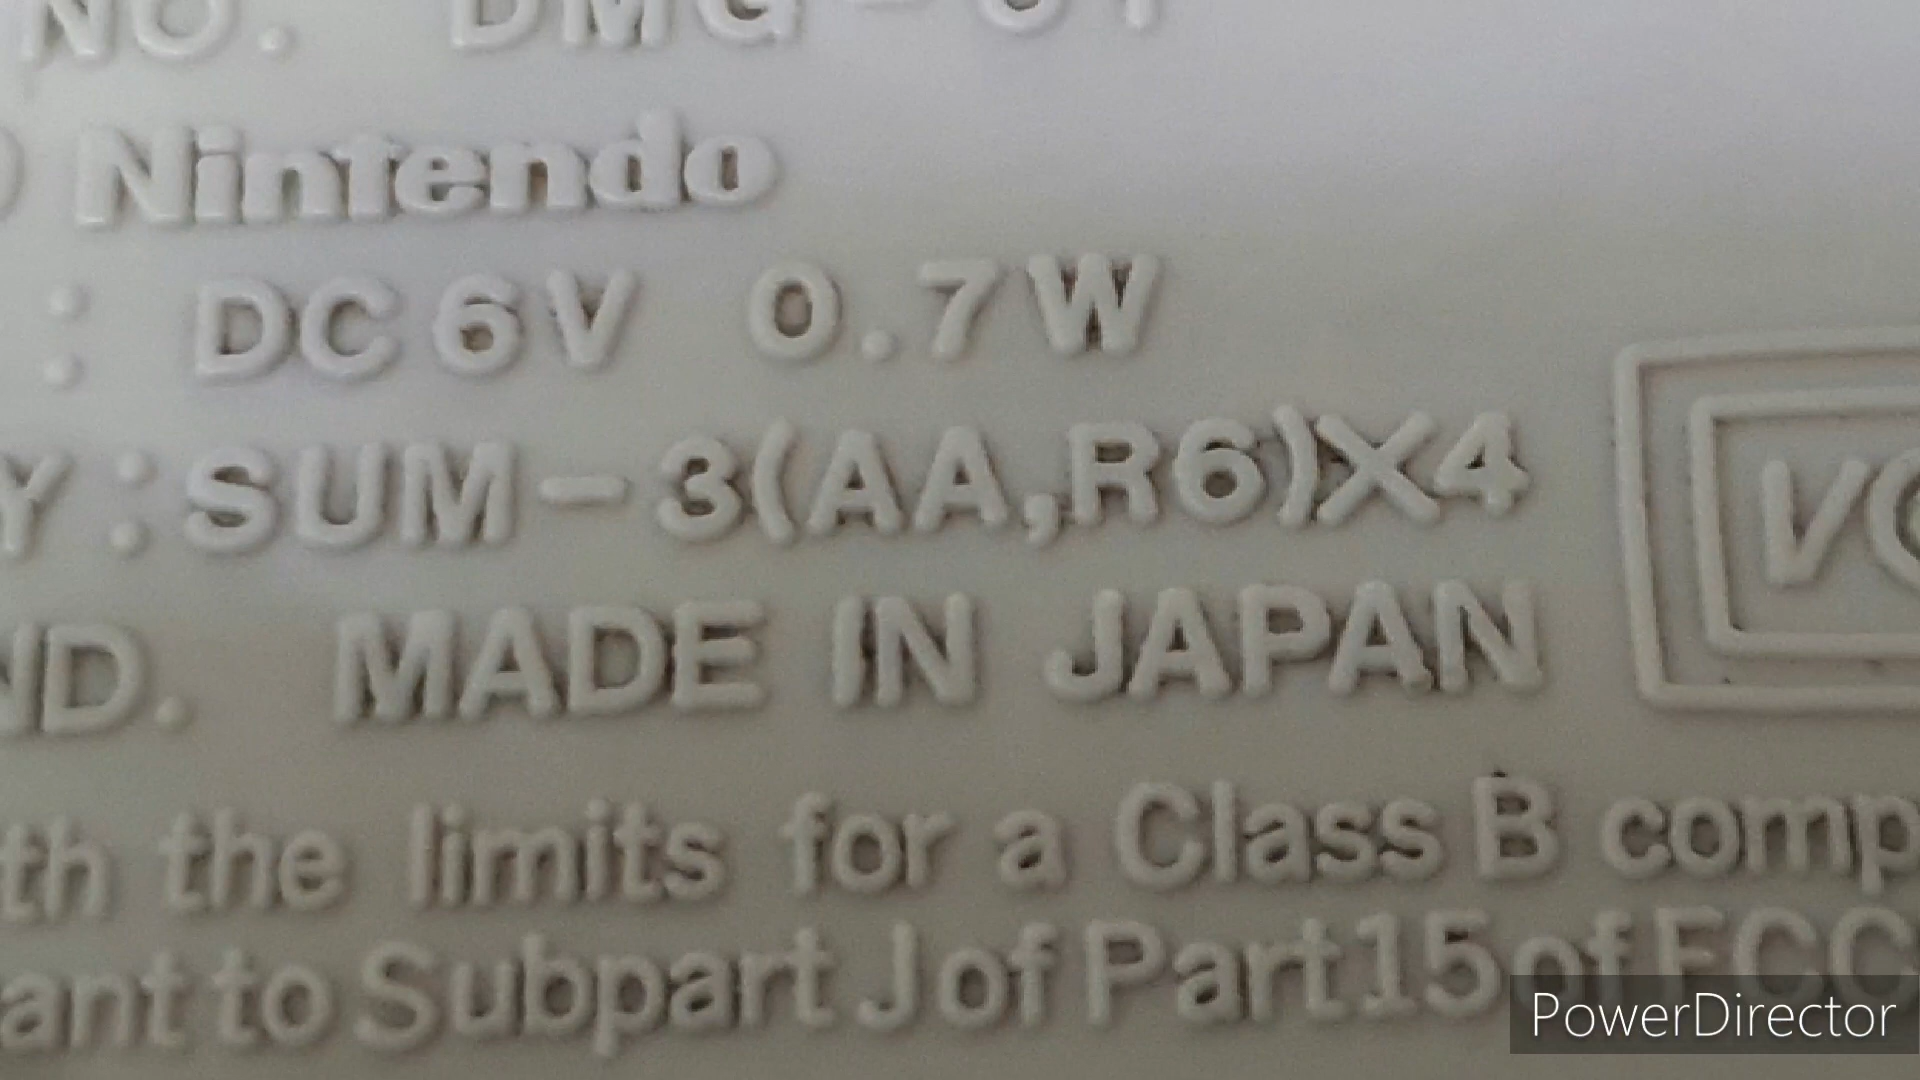 NO. DMG-01
Nintendo
: DC 6V 0.7W
Y : SUM-3(AA,R6)X4
ND. MADE IN JAPAN
VC
th the limits for a Class B comp
ant to Subpart J of Part 15 of FCC
PowerDirector